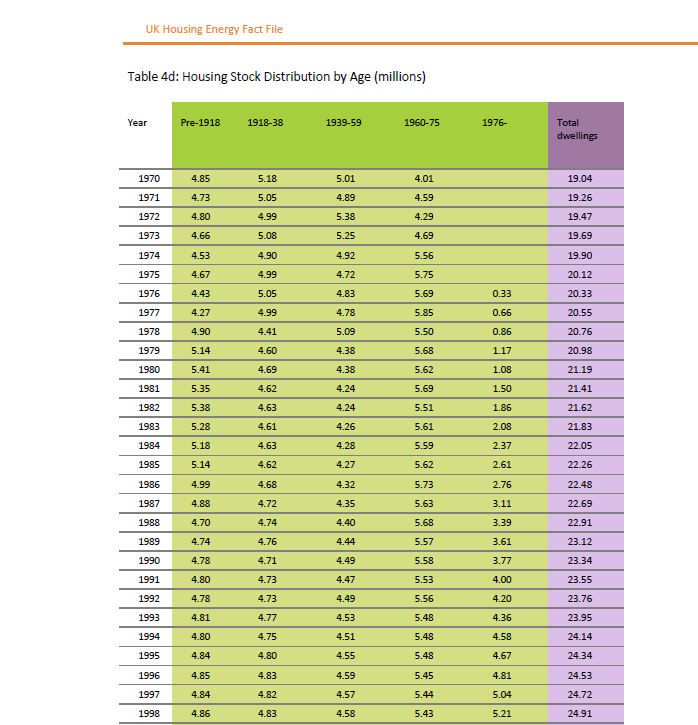 UK Housing Energy Fact File
Table 4d: Housing Stock Distribution by Age (millions)
Year Pre-1918 1918-38 1939-59 1960-75 1976- Total
dwellings
1970 4.85 5.18 5.01 4.01 19.04
1971 4.73 5.05 4.89 4.59 19.26
1972 4.80 4.99 5.38 4.29 19.47
1973 4.66 5.08 5.25 4.69 19.69
1974 4.53 4.90 4.92 5.56 19.90
1975 4.67 4.99 4.72 5.75 20.12
1976 4.43 5.05 4.83 5.69 0.33 20.33
1977 4.27 4.99 4.78 5.85 0.66 20.55
1978 4.90 4.41 5.09 5.50 0.86 20.76
1979 5.14 4.60 4.38 5.68 1.17 20.98
1980 5.41 4.69 4.38 5.62 1.08 21.19
1981 5.35 4.62 4.24 5.69 1.50 21.41
1982 5.38 4.63 4.24 5.51 1.86 21.62
1983 5.28 4.61 4.26 5.61 2.08 21.83
1984 5.18 4.63 4.28 5.59 2.37 22.05
1985 5.14 4.62 4.27 5.62 2.61 22.26
1986 4.99 4.68 4.32 5.73 2.76 22.48
1987 4.88 4.72 4.35 5.63 3.11 22.69
1988 4.70 4.74 4.40 5.68 3.39 22.91
1989 4.74 4.76 4.44 5.57 3.61 23.12
1990 4.78 4.71 4.49 5.58 3.77 23.34
1991 4.80 4.73 4.47 5.53 4.00 23.55
1992 4.78 4.73 4.49 5.56 4.20 23.76
1993 4.81 4.77 4.53 5.48 4.36 23.95
1994 4.80 4.75 4.51 5.48 4.58 24.14
1995 4.84 4.80 4.55 5.48 4.67 24.34
1996 4.85 4.83 4.59 5.45 4.81 24.53
1997 4.84 4.82 4.57 5.44 5.04 24.72
1998 4.86 4.83 4.58 5.43 5.21 24.91